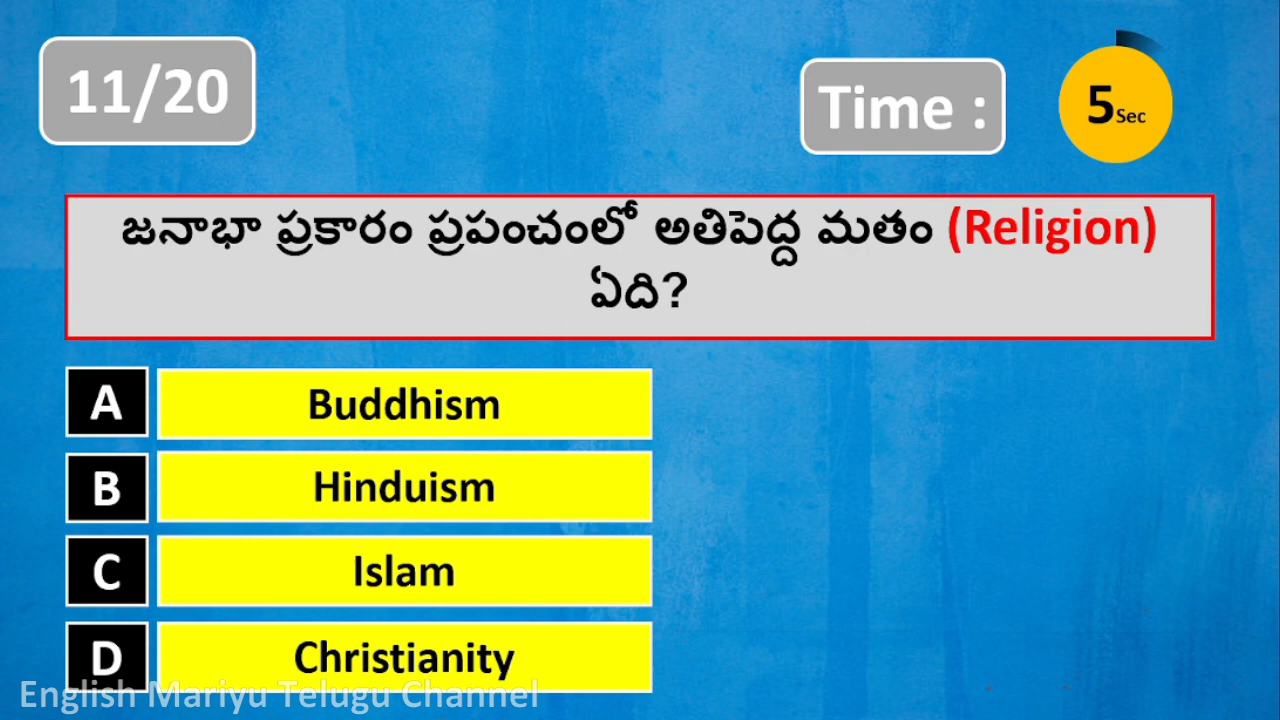 11/20
Time :
5Sec
జనాభా ప్రకారం ప్రపంచంలో అతిపెద్ద మతం (Religion)
ఏది?
A
Buddhism
B
Hinduism
C
Islam
D
Christianity
English Mariyu Telugu Channel